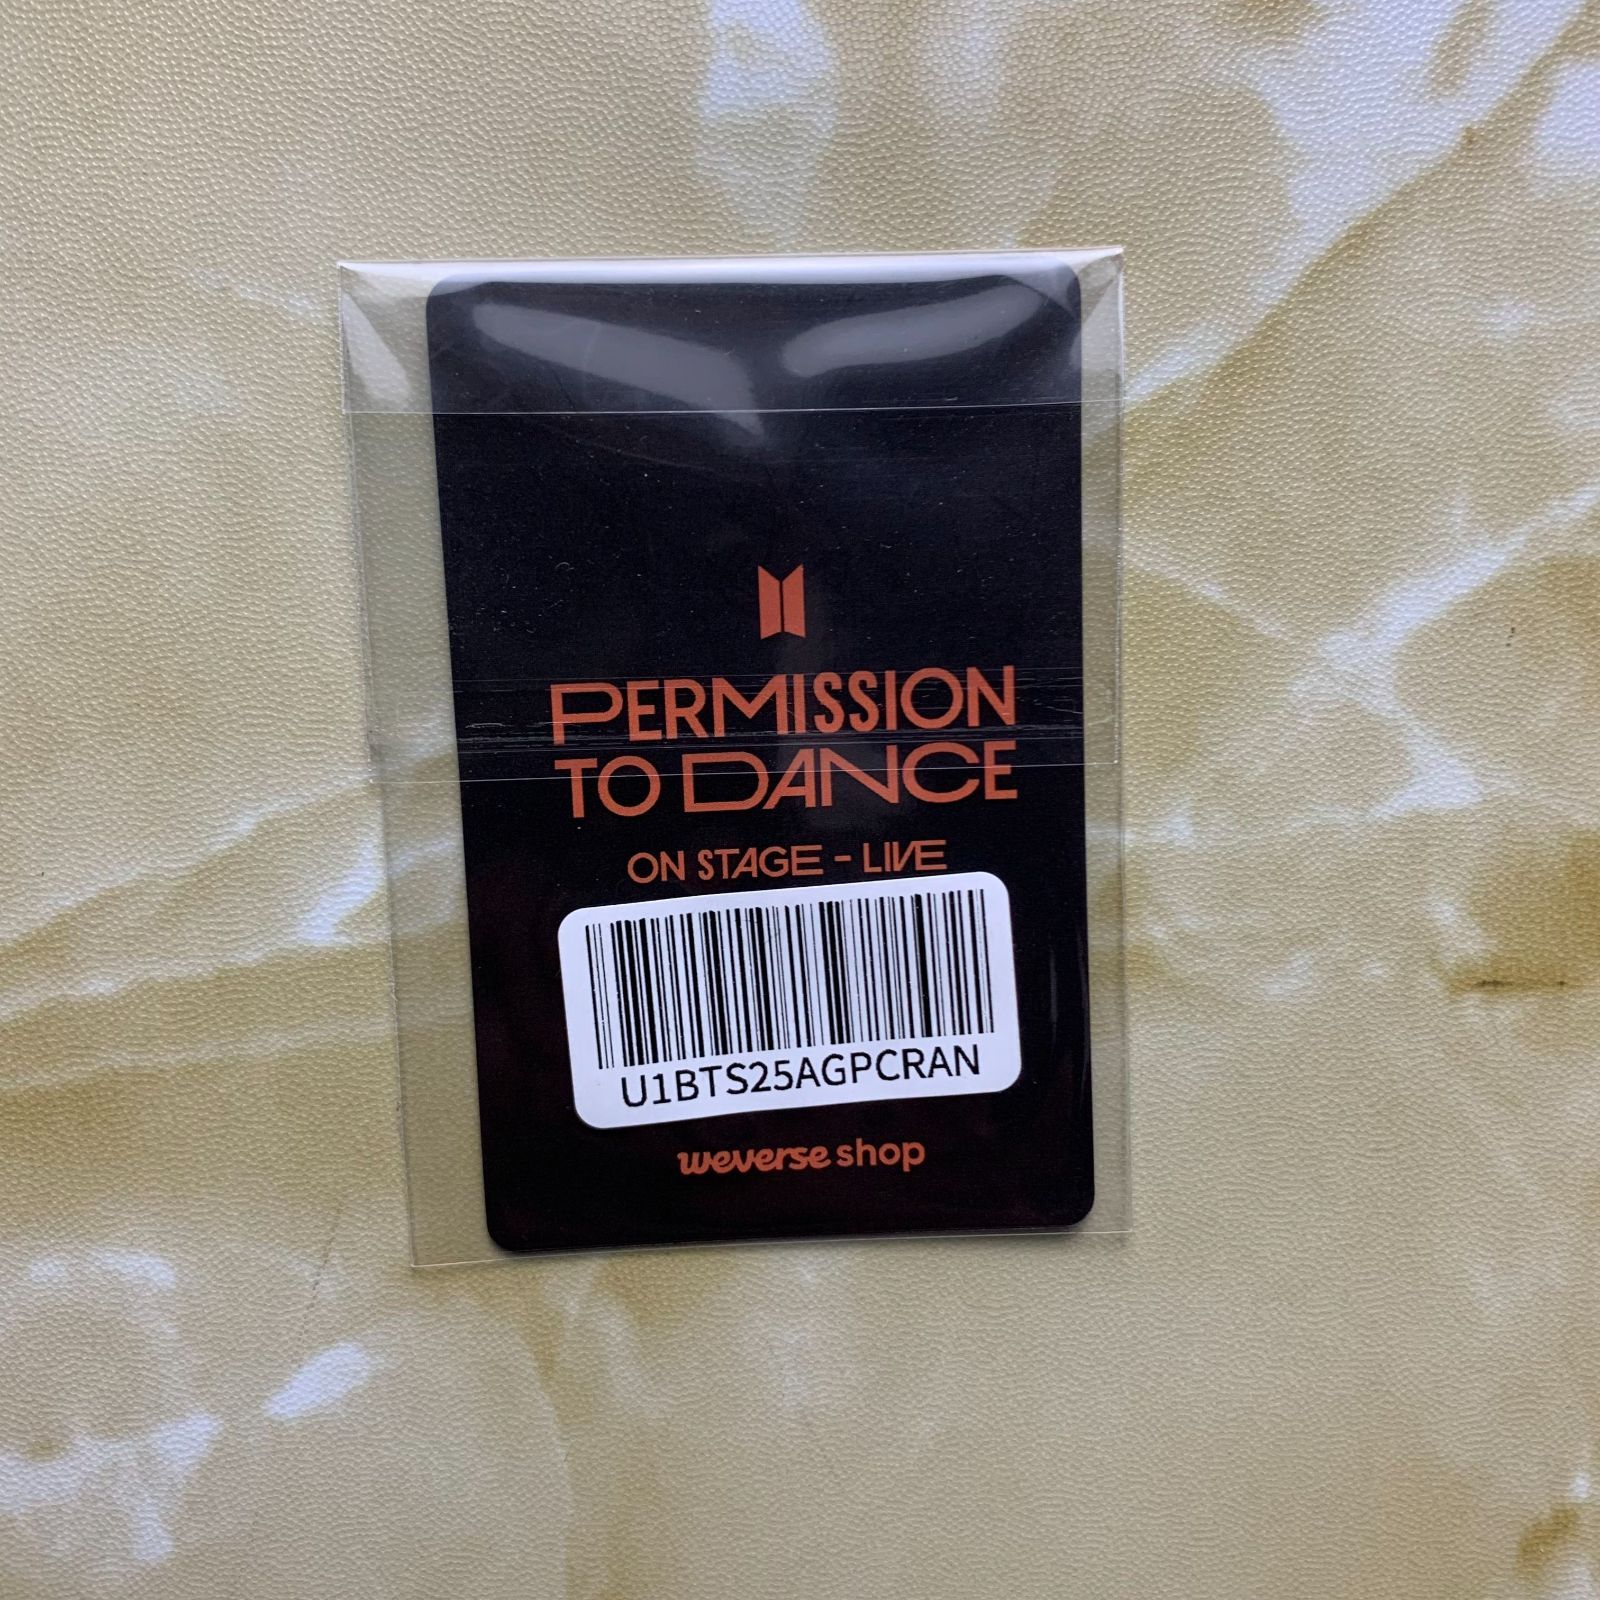 PERMISSION
TO DANCE
ON STAGE - LIVE
U1BTS25AGPCRAN
weverse shop